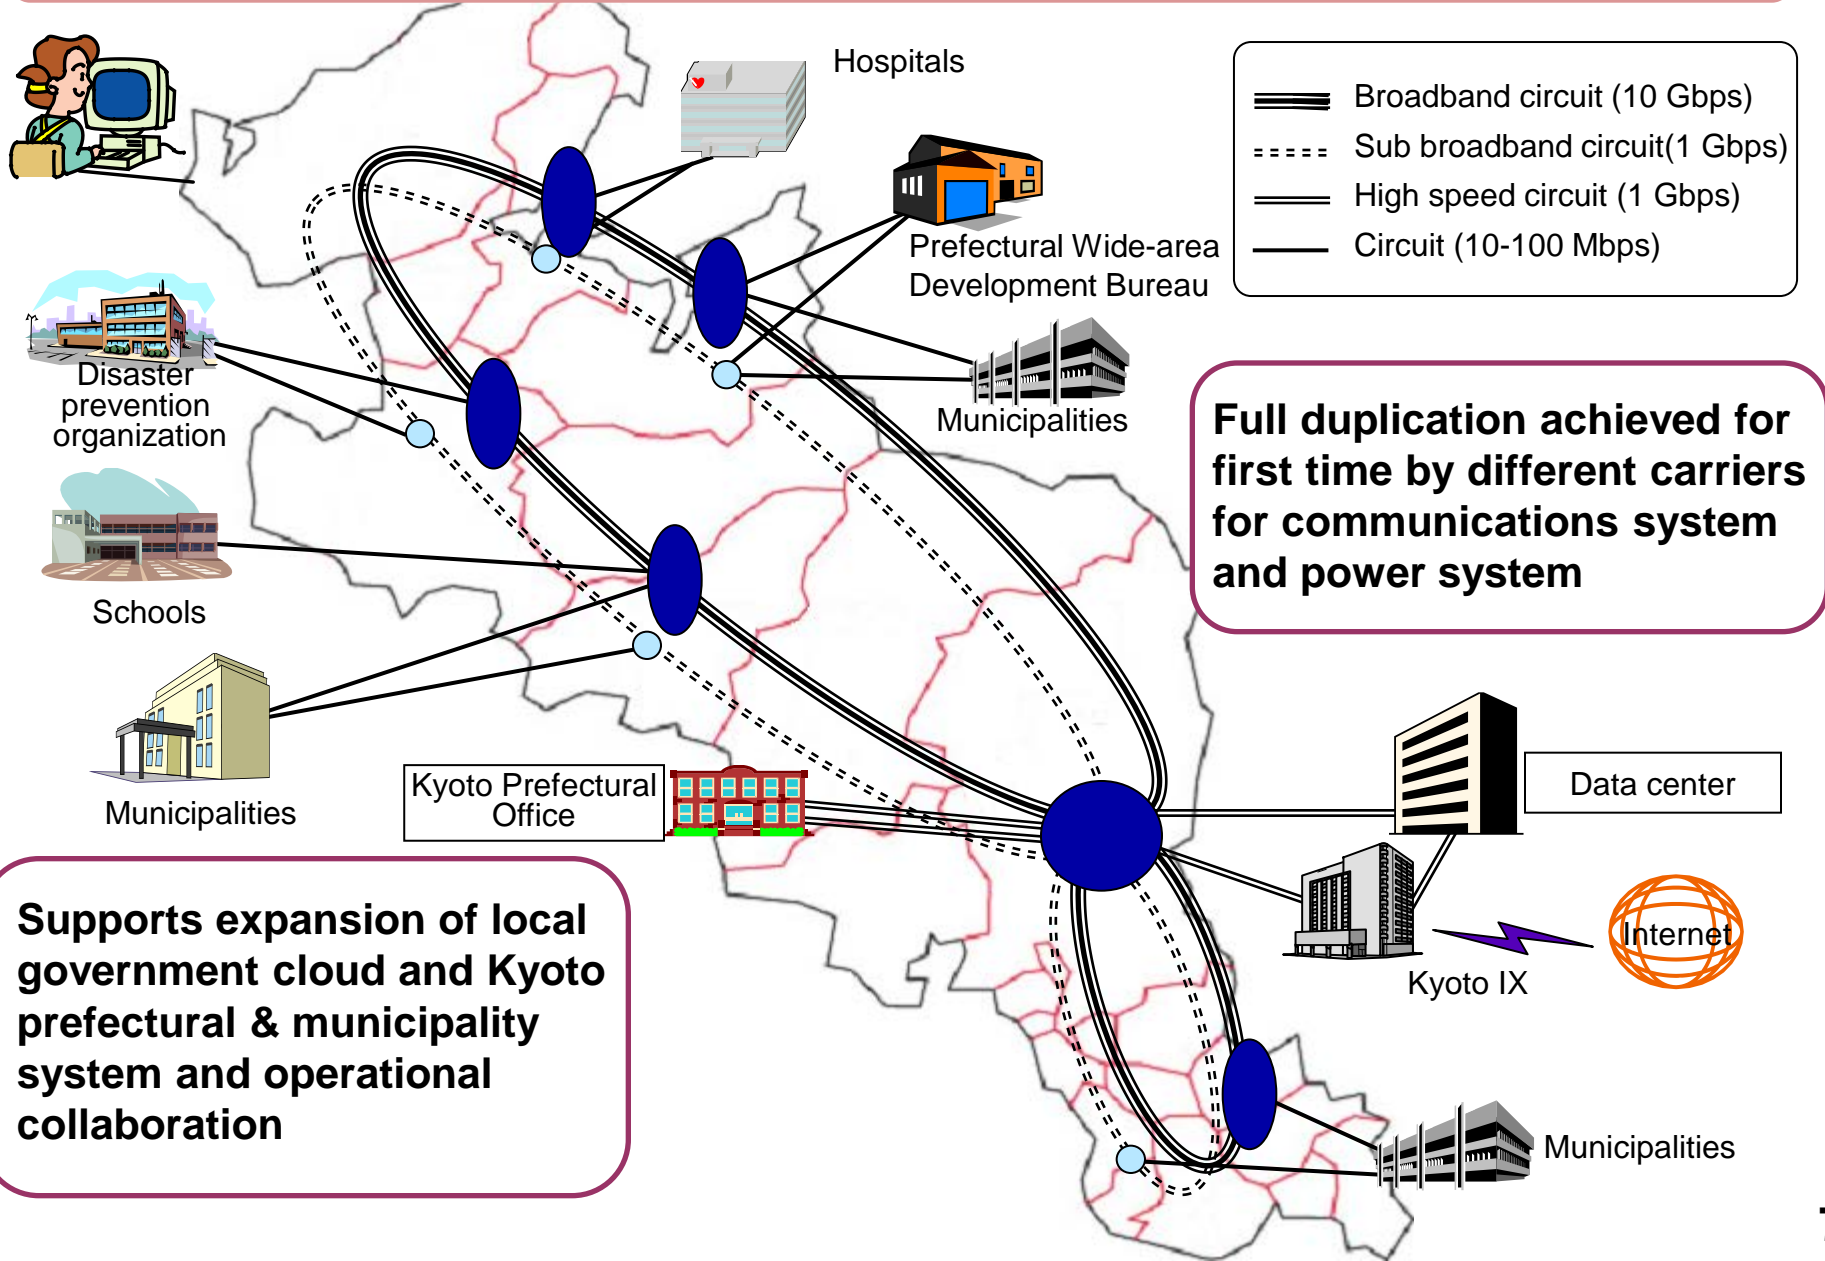 Hospitals
Broadband circuit (10 Gbps)
Sub broadband circuit(1 Gbps)
High speed circuit (1 Gbps)
Circuit (10-100 Mbps)
Prefectural Wide-area
Development Bureau
Disaster
prevention
organization
Municipalities
Full duplication achieved for
first time by different carriers
for communications system
and power system
Schools
Municipalities
Kyoto Prefectural
Office
Data center
Supports expansion of local
government cloud and Kyoto
prefectural & municipality
system and operational
collaboration
Internet
Kyoto IX
Municipalities